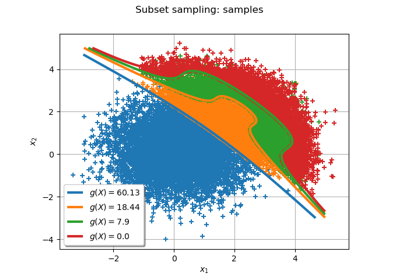 Subset sampling: samples
4
2
0
−2
−4
x₂
g(X) = 60.13
g(X) = 18.44
g(X) = 7.9
g(X) = 0.0
−2
0
2
4
x₁